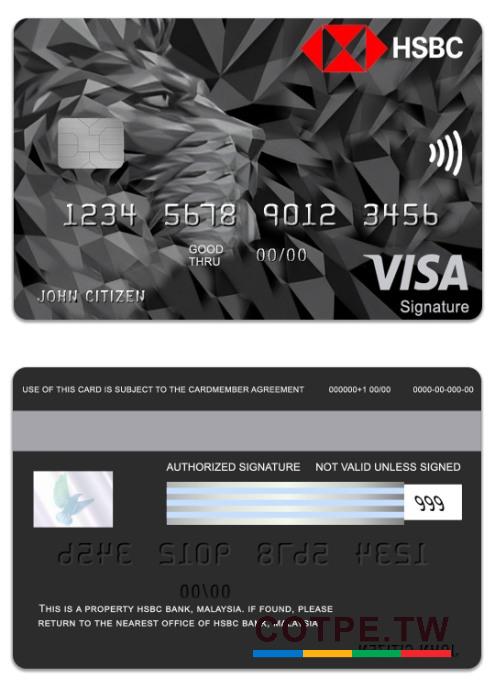 HSBC
1234 5678 9012 3456
GOOD
THRU
00/00
VISA
Signature
JOHN CITIZEN
USE OF THIS CARD IS SUBJECT TO THE CARDMEMBER AGREEMENT 000000+1 00/00 0000-00-000-00
AUTHORIZED SIGNATURE NOT VALID UNLESS SIGNED
999
1234 5678 9012 3456
00/00
THIS IS A PROPERTY HSBC BANK, MALAYSIA. IF FOUND, PLEASE
RETURN TO THE NEAREST OFFICE OF HSBC BANK, MALAYSIA
COTPE.TW
JOHN CITIZEN